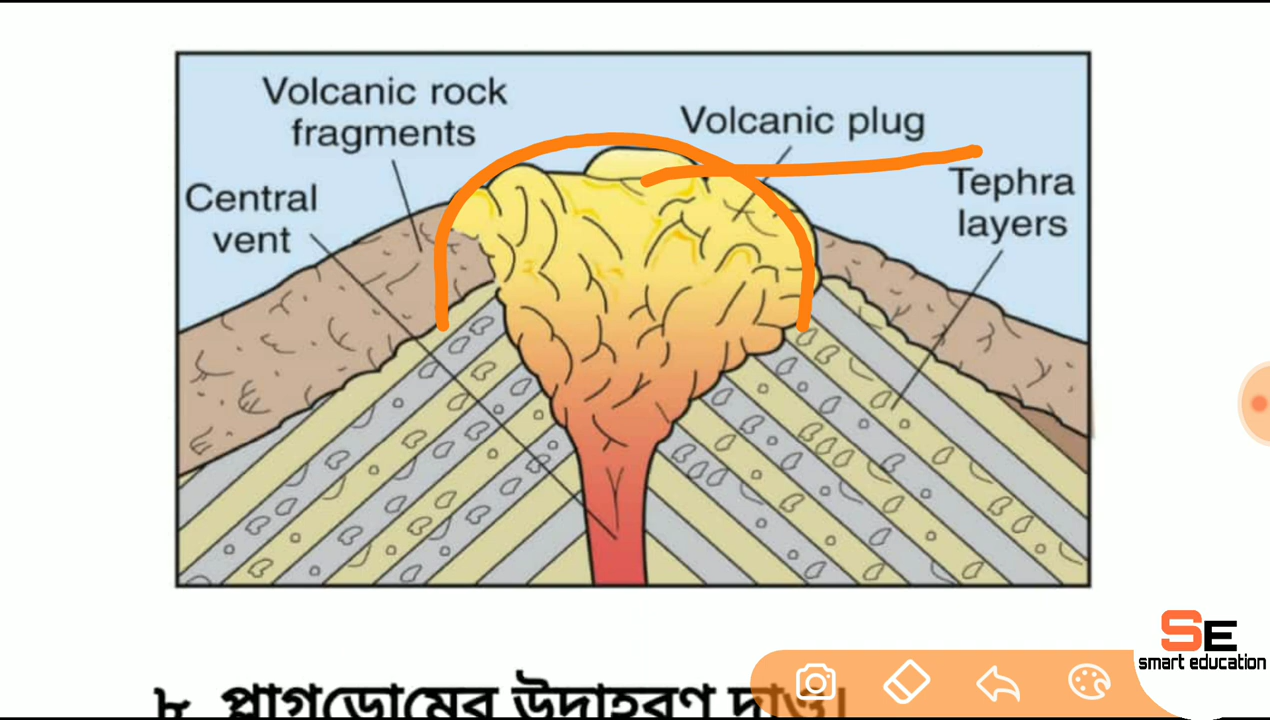 Volcanic rock
fragments
Volcanic plug
Central
vent
Tephra
layers
৮ প্লাগডোমের উদাহরণ দাও।
SE
smart education